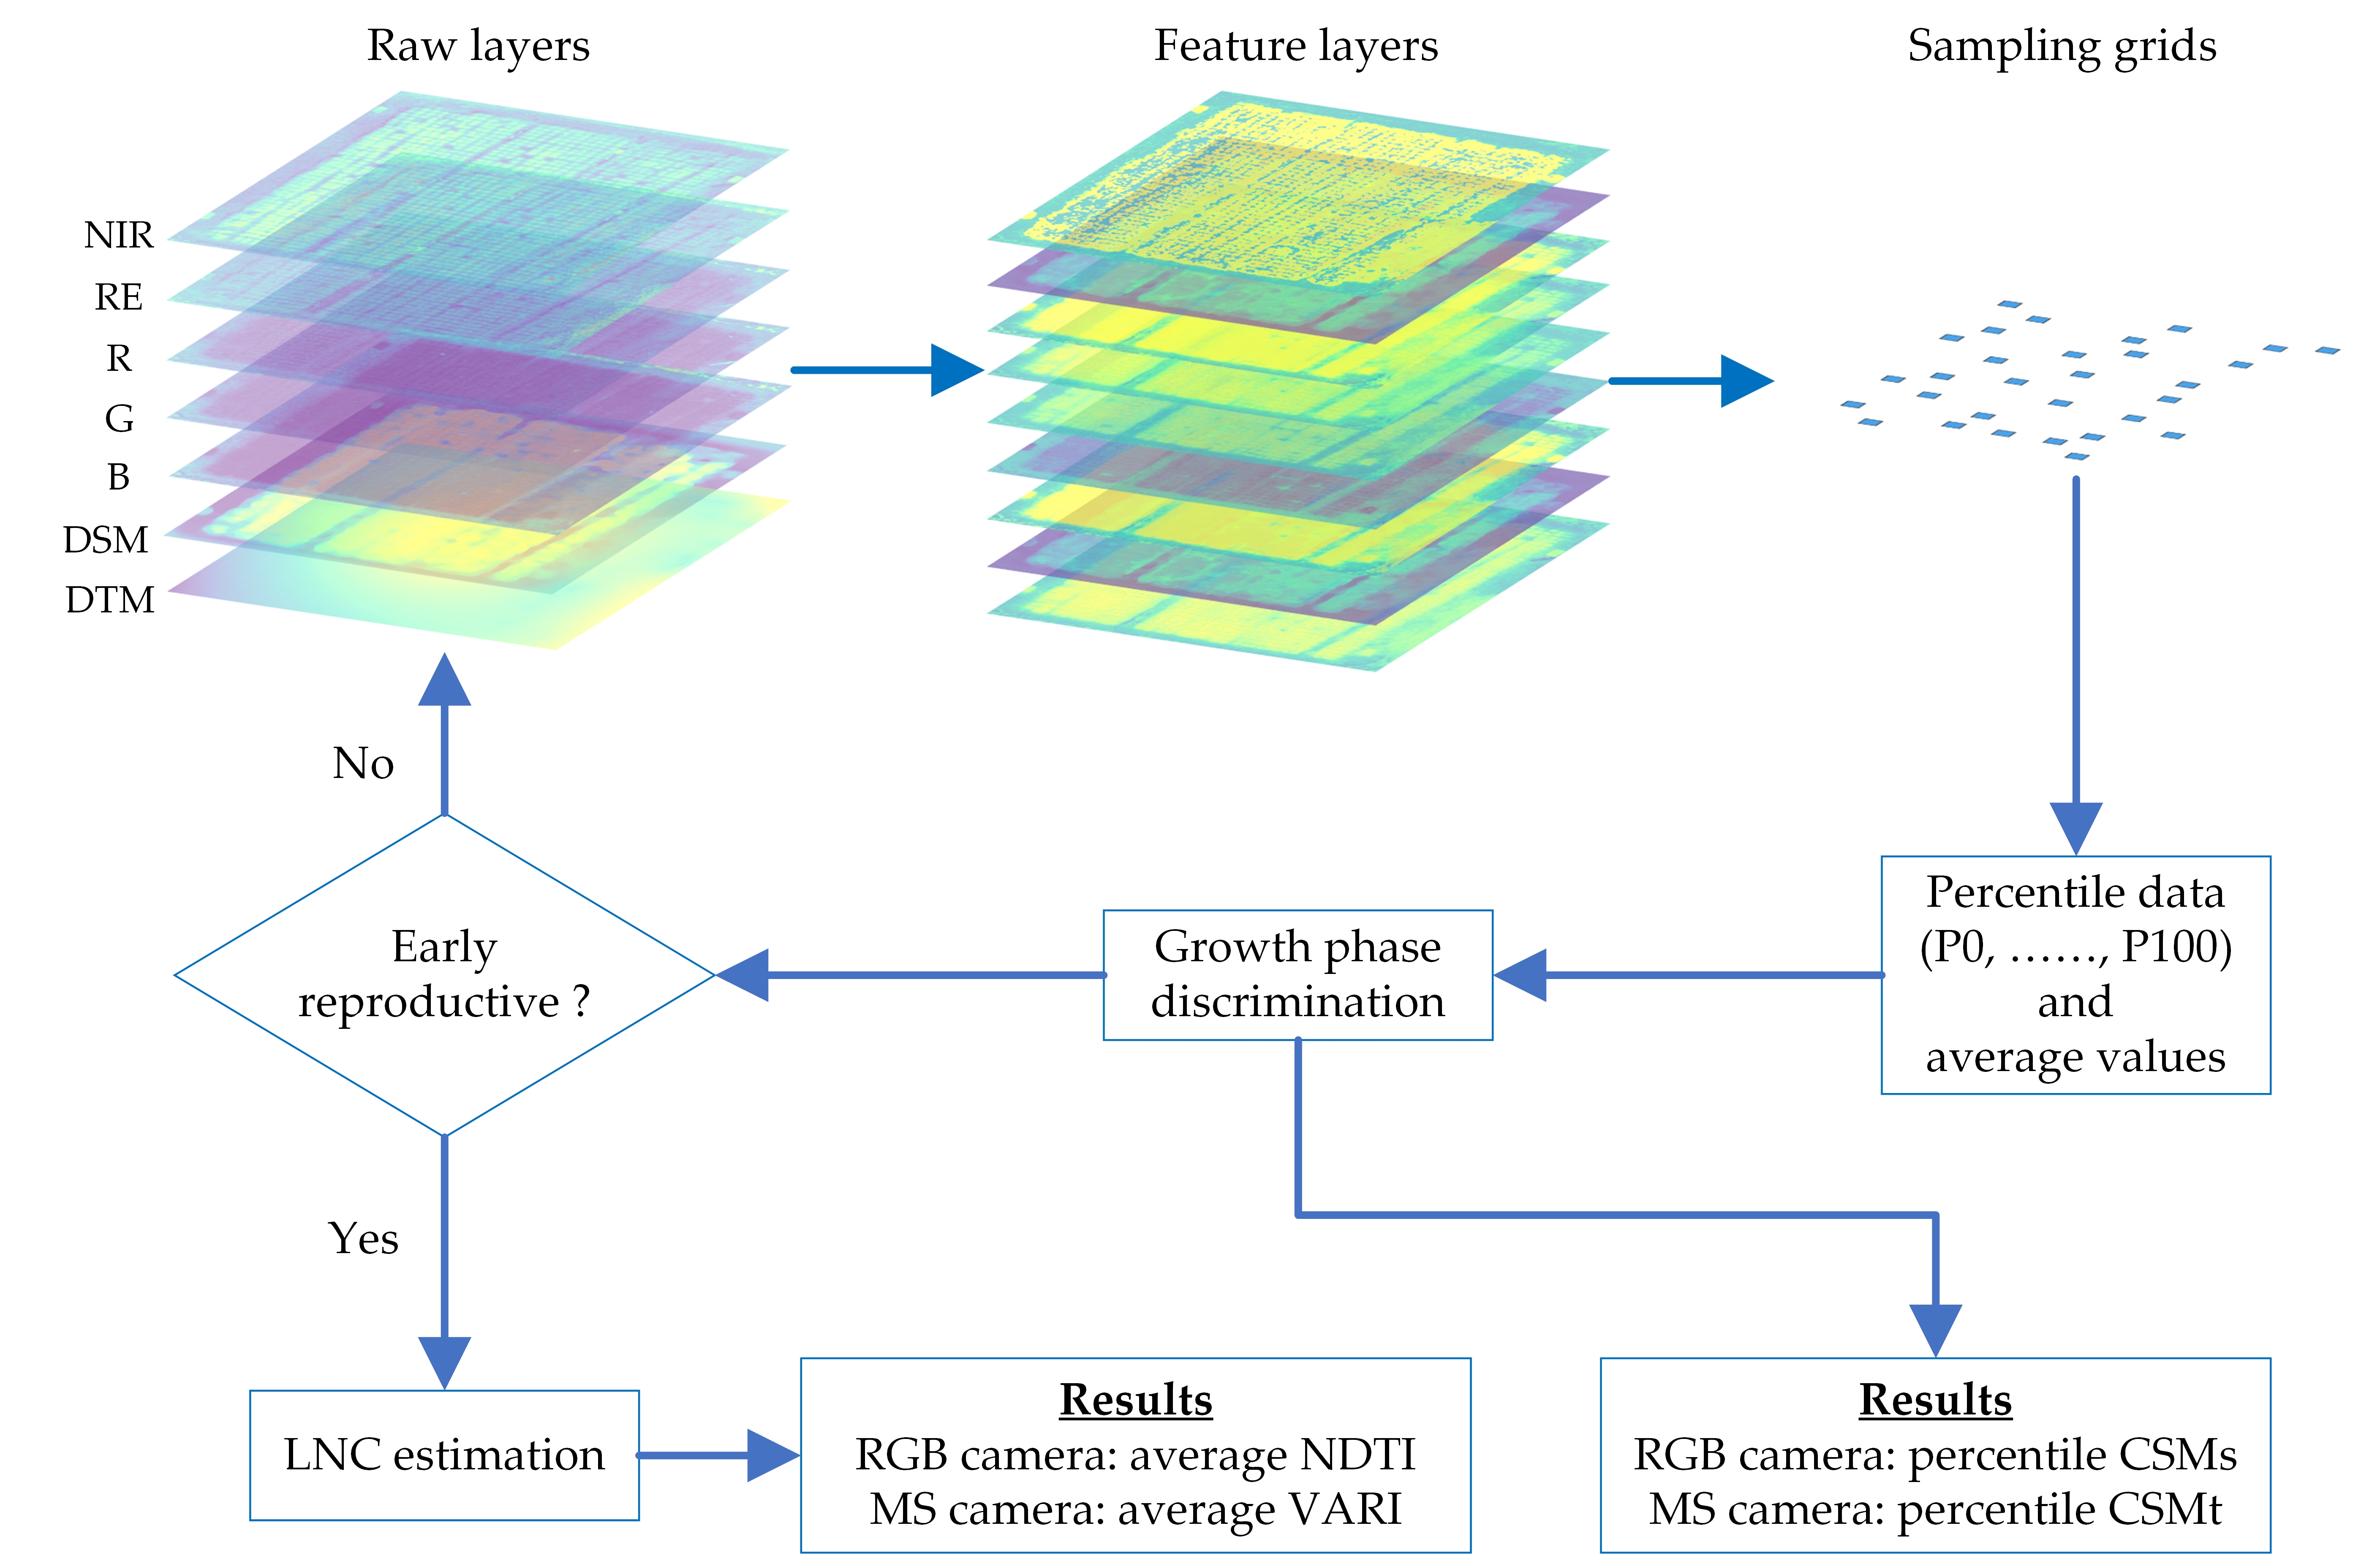 Raw layers
Feature layers
Sampling grids
NIR
RE
R
G
B
DSM
DTM
No
Early
reproductive ?
Growth phase
discrimination
Percentile data
(P0, ……, P100)
and
average values
Yes
LNC estimation
Results
RGB camera: average NDTI
MS camera: average VARI
Results
RGB camera: percentile CSMs
MS camera: percentile CSMt